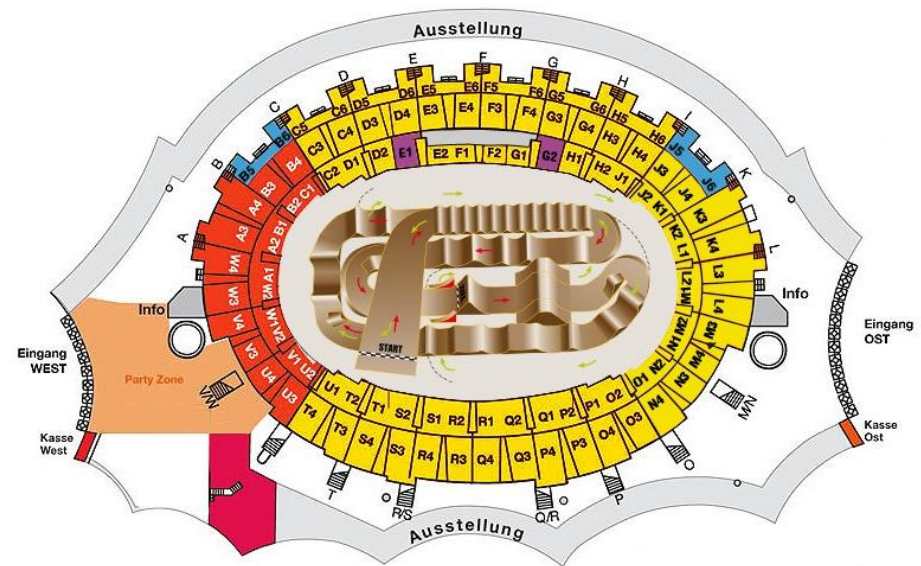 Ausstellung
F
E
G
D
H
C
I
B
K
A
L
C6 D5
D6 E5
E6 F5
F6 G5
G6 H5
H6
C5
B6
B5
J5
J6
C3
C4
D3
D4
E3
E4
F3
F4
G3
G4
H3
H4
J3
J4
K3
K4
L3
L4
M3
M4
N3
N4
O3
O4
P3
P4
Q3
Q4
R3
R4
S3
S4
T3
T4
U3
U4
V3
V4
W3
W4
A3
A4
B3
B4
C2 D1
D2
E1
E2 F1
F2
G1
G2
H1
H2 J1
J2 K1
K2 L1
N1 M2
O1 N2
P1 O2
Q1 P2
Q2
R1
S1 R2
S2
T1
U1 T2
V1 U2
W1 V2
A2 B1
B2 C1
START
Info
Info
Eingang
WEST
Eingang
OST
Party Zone
Kasse
West
Kasse
Ost
V/W
M/N
O
P
Q/R
R/S
T
Ausstellung